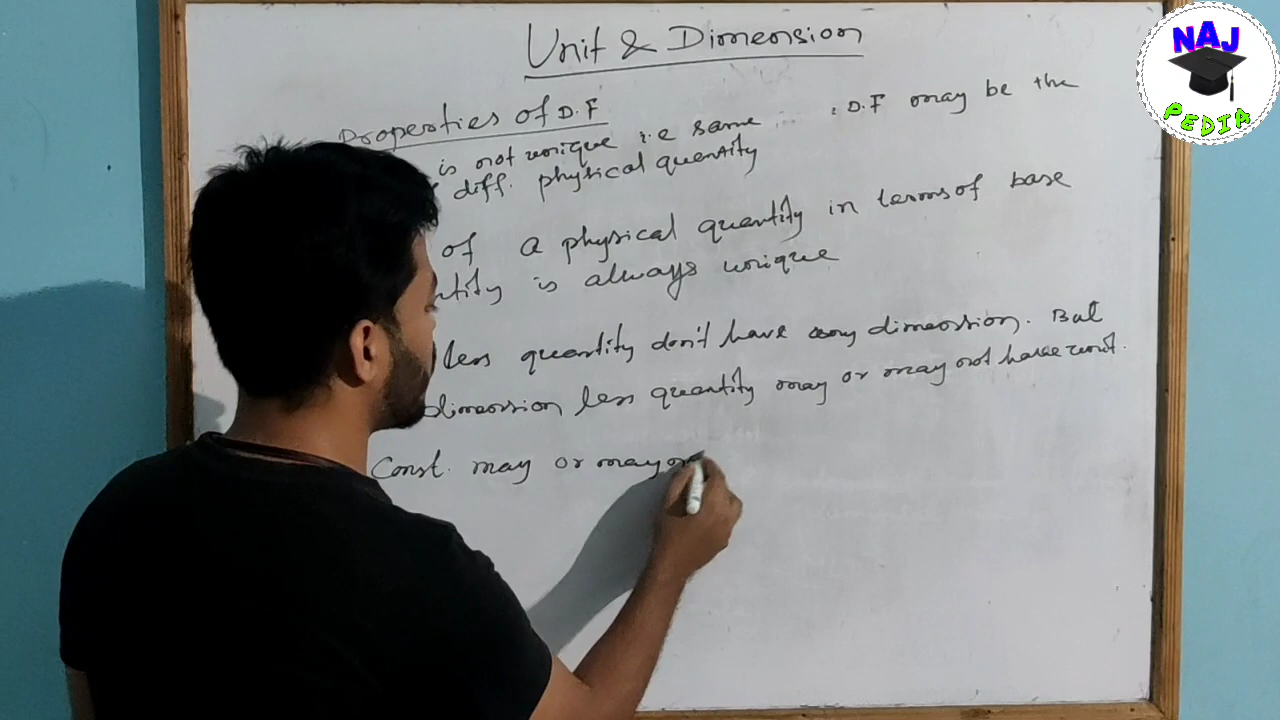 Unit & Dimension
NAJ
PEDIA
Properties of D.F
is not unique i.e same D.F may be the
diff. physical quantity
of a physical quantity in terms of base
ntity is always unique
less quantity don't have any dimension. But
dimension less quantity may or may not have unit.
Const. may or may no